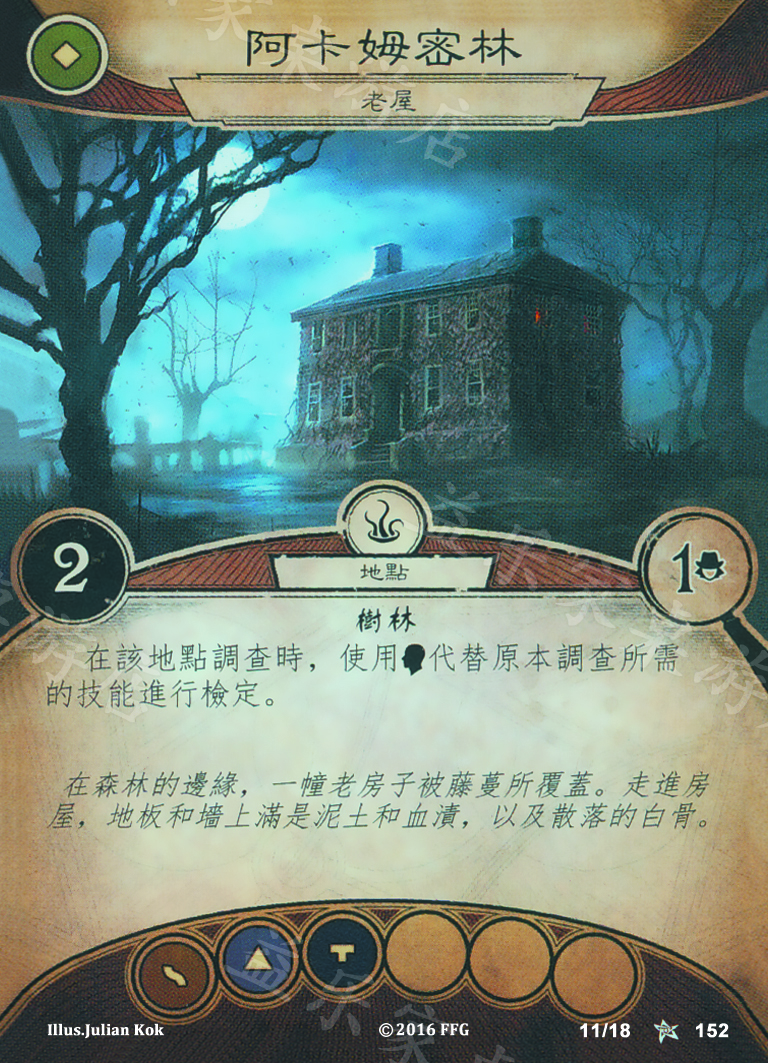 阿卡姆密林
老屋
2
1
地點
樹林
在該地點調查時，使用代替原本調查所需
的技能進行檢定。
在森林的邊緣，一幢老房子被藤蔓所覆蓋。走進房
屋，地板和墻上滿是泥土和血漬，以及散落的白骨。
Illus.Julian Kok
©2016 FFG
11/18
152